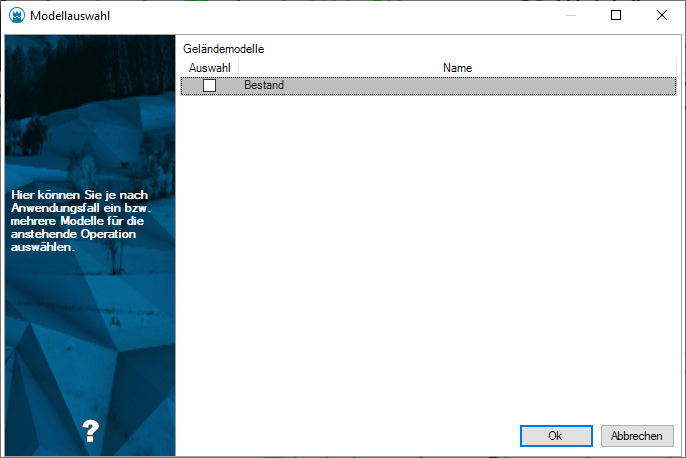 Modellauswahl
Geländemodelle
Auswahl Name
Bestand
Hier können Sie je nach
Anwendungsfall ein bzw.
mehrere Modelle für die
anstehende Operation
auswählen.
?
Ok Abbrechen